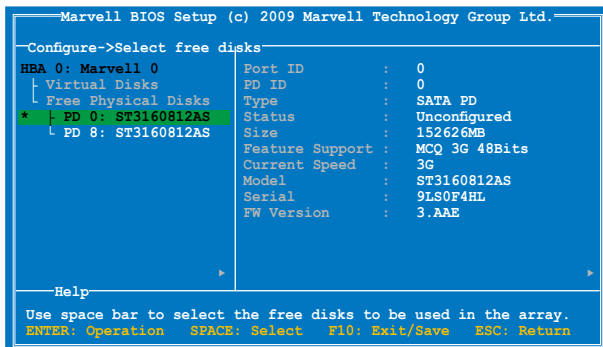 Marvell BIOS Setup (c) 2009 Marvell Technology Group Ltd.
Configure->Select free disks
HBA 0: Marvell 0
Virtual Disks
Free Physical Disks
* PD 0: ST3160812AS
PD 8: ST3160812AS
Port ID : 0
PD ID : 0
Type : SATA PD
Status : Unconfigured
Size : 152626MB
Feature Support : MCQ 3G 48Bits
Current Speed : 3G
Model : ST3160812AS
Serial : 9LS0F4HL
FW Version : 3.AAE
Help
Use space bar to select the free disks to be used in the array.
ENTER: Operation SPACE: Select F10: Exit/Save ESC: Return